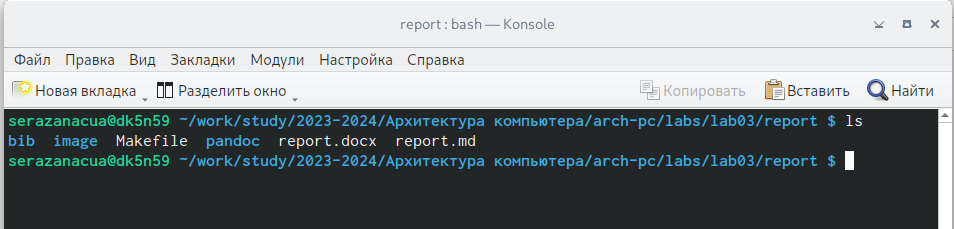 report : bash — Konsole
Файл Правка Вид Закладки Модули Настройка Справка
Новая вкладка Разделить окно Копировать Вставить Найти
serazanacua@dk5n59 ~/work/study/2023-2024/Архитектура компьютера/arch-pc/labs/lab03/report $ ls
bib image Makefile pandoc report.docx report.md
serazanacua@dk5n59 ~/work/study/2023-2024/Архитектура компьютера/arch-pc/labs/lab03/report $